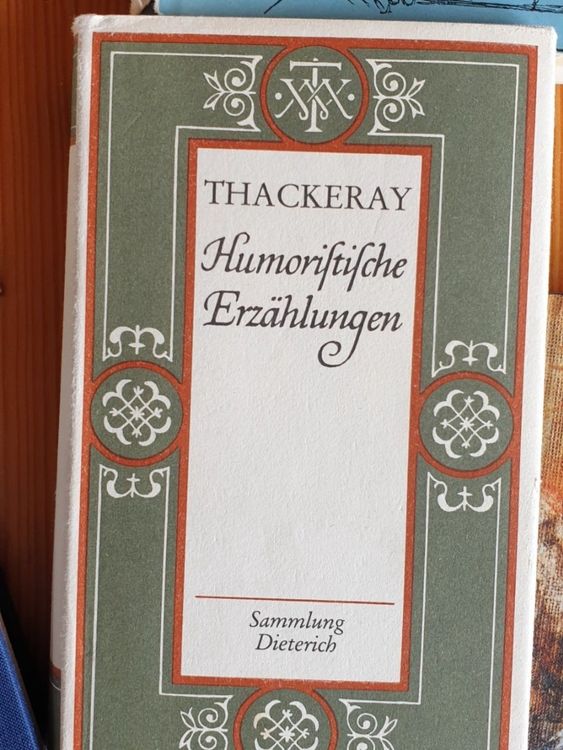 THACKERAY
Humoriſtiſche
Erzählungen
Sammlung
Dieterich